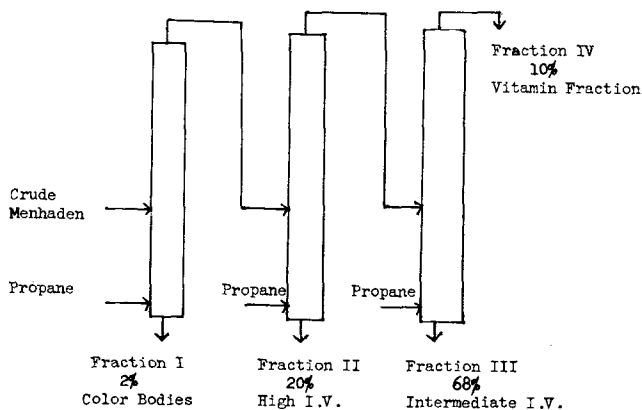 Fraction IV
10%
Vitamin Fraction
Crude
Menhaden
Propane
Propane
Propane
Fraction I
2%
Color Bodies
Fraction II
20%
High I.V.
Fraction III
68%
Intermediate I.V.